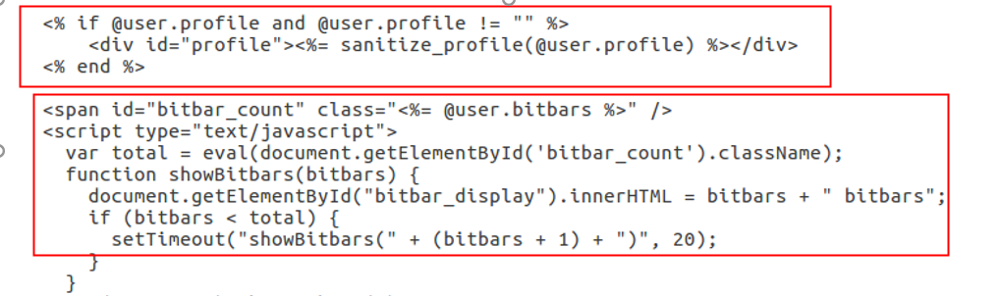 <% if @user.profile and @user.profile != "" %>
<div id="profile"><%= sanitize_profile(@user.profile) %></div>
<% end %>
<span id="bitbar_count" class="<%= @user.bitbars %>" />
<script type="text/javascript">
var total = eval(document.getElementById('bitbar_count').className);
function showBitbars(bitbars) {
document.getElementById("bitbar_display").innerHTML = bitbars + " bitbars";
if (bitbars < total) {
setTimeout("showBitbars(" + (bitbars + 1) + ")", 20);
}
}